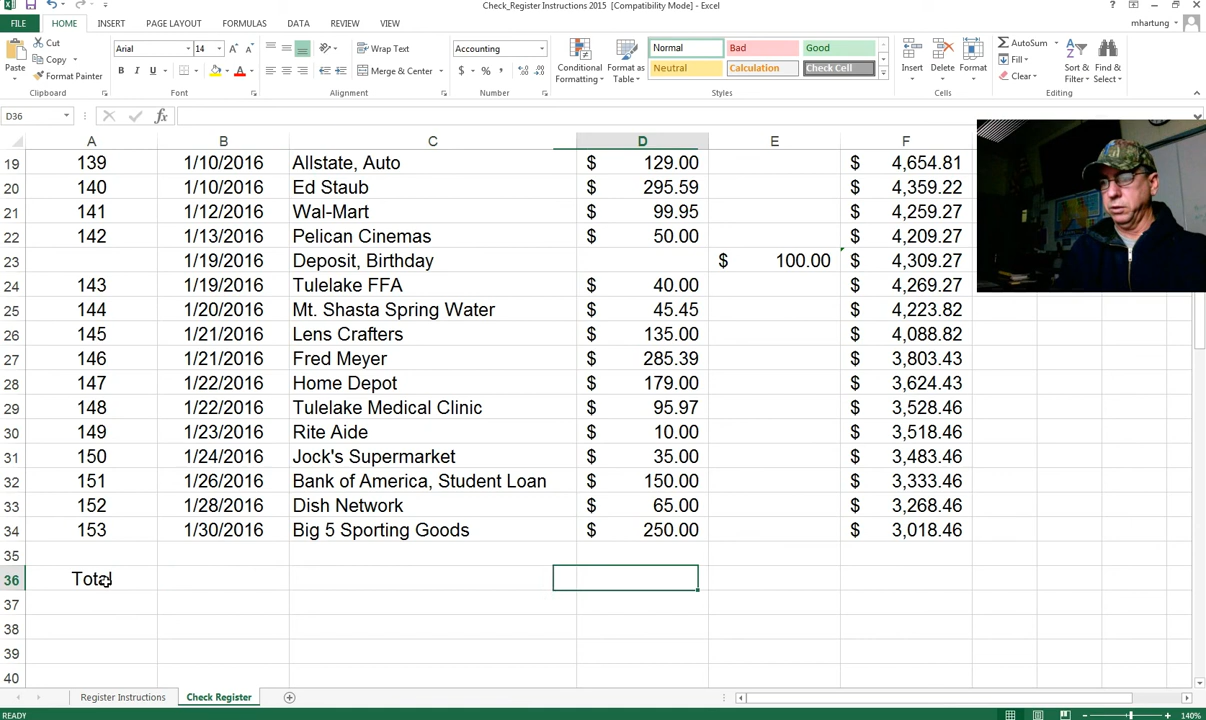 Check_Register Instructions 2015 [Compatibility Mode] - Excel
FILE HOME INSERT PAGE LAYOUT FORMULAS DATA REVIEW VIEW mhartung
Paste Cut Copy Format Painter Clipboard
Arial 14 B I U Font
Wrap Text Merge & Center Alignment
Accounting $ % , Number
Conditional Formatting Format as Table Normal Bad Good Neutral Calculation Check Cell Styles
Insert Delete Format Cells
AutoSum Fill Clear Sort & Filter Find & Select Editing
D36 fx
A B C D E F
19 139 1/10/2016 Allstate, Auto $ 129.00 $ 4,654.81
20 140 1/10/2016 Ed Staub $ 295.59 $ 4,359.22
21 141 1/12/2016 Wal-Mart $ 99.95 $ 4,259.27
22 142 1/13/2016 Pelican Cinemas $ 50.00 $ 4,209.27
23 1/19/2016 Deposit, Birthday $ 100.00 $ 4,309.27
24 143 1/19/2016 Tulelake FFA $ 40.00 $ 4,269.27
25 144 1/20/2016 Mt. Shasta Spring Water $ 45.45 $ 4,223.82
26 145 1/21/2016 Lens Crafters $ 135.00 $ 4,088.82
27 146 1/21/2016 Fred Meyer $ 285.39 $ 3,803.43
28 147 1/22/2016 Home Depot $ 179.00 $ 3,624.43
29 148 1/22/2016 Tulelake Medical Clinic $ 95.97 $ 3,528.46
30 149 1/23/2016 Rite Aide $ 10.00 $ 3,518.46
31 150 1/24/2016 Jock's Supermarket $ 35.00 $ 3,483.46
32 151 1/26/2016 Bank of America, Student Loan $ 150.00 $ 3,333.46
33 152 1/28/2016 Dish Network $ 65.00 $ 3,268.46
34 153 1/30/2016 Big 5 Sporting Goods $ 250.00 $ 3,018.46
35
36 Total
37
38
39
40
Register Instructions Check Register
READY 140%